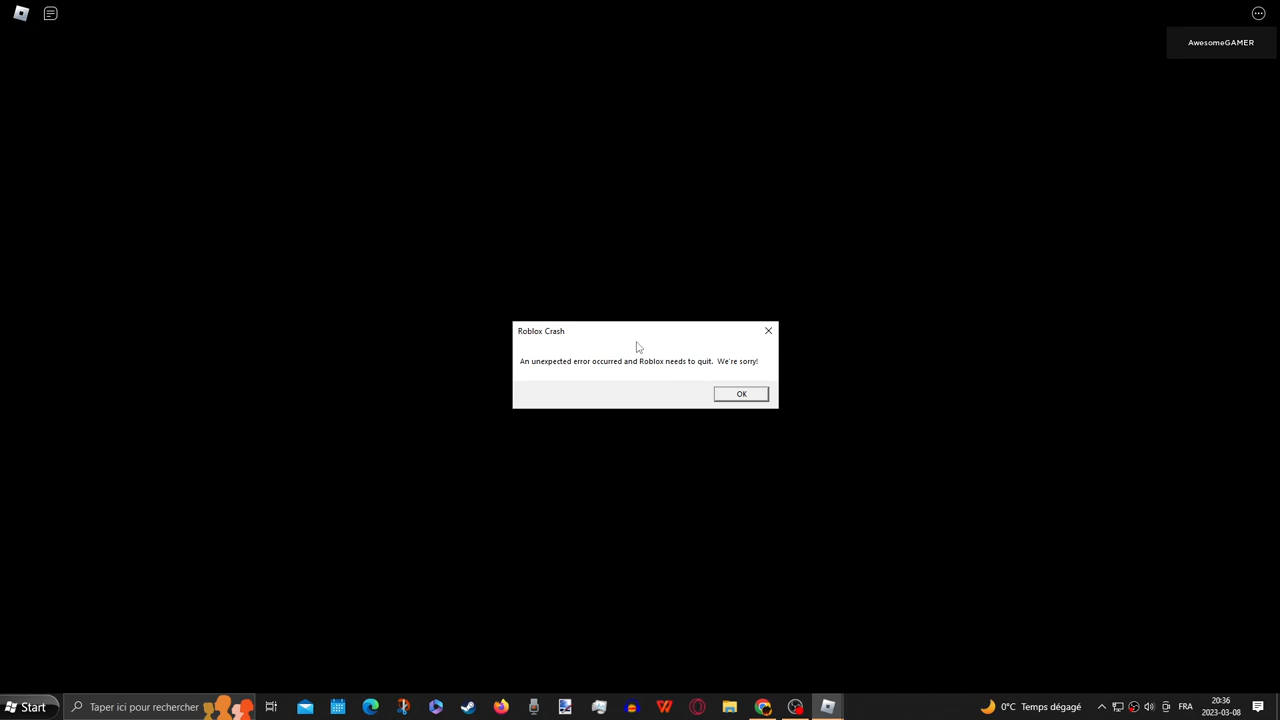 AwesomeGAMER
Roblox Crash
An unexpected error occurred and Roblox needs to quit.  We're sorry!
OK
Start
Taper ici pour rechercher
0°C Temps dégagé
FRA
20:36
2023-03-08